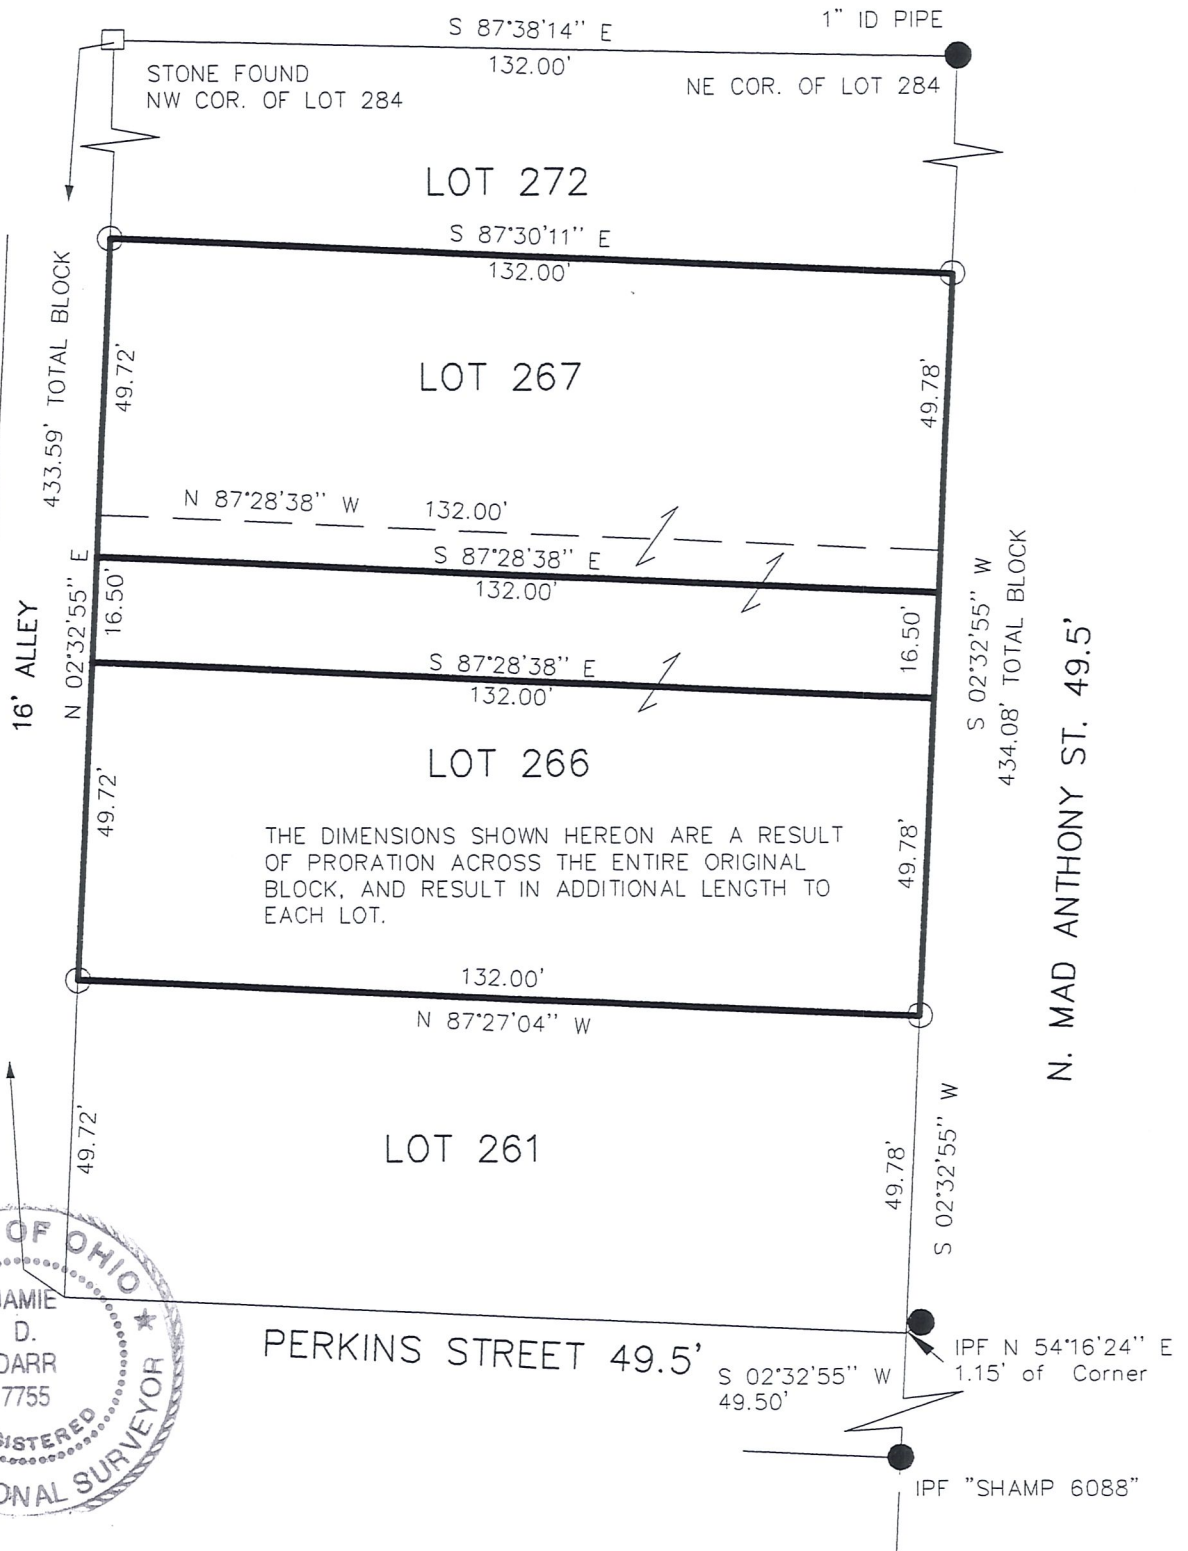 S 87°38'14" E
1" ID PIPE
132.00'
STONE FOUND
NW COR. OF LOT 284
NE COR. OF LOT 284
LOT 272
S 87°30'11" E
132.00'
433.59' TOTAL BLOCK
49.72'
LOT 267
49.78'
N 87°28'38" W
132.00'
S 87°28'38" E
132.00'
16' ALLEY
N 02°32'55" E
16.50'
16.50'
S 02°32'55" W
434.08' TOTAL BLOCK
N. MAD ANTHONY ST. 49.5'
S 87°28'38" E
132.00'
LOT 266
49.72'
49.78'
THE DIMENSIONS SHOWN HEREON ARE A RESULT
OF PRORATION ACROSS THE ENTIRE ORIGINAL
BLOCK, AND RESULT IN ADDITIONAL LENGTH TO
EACH LOT.
132.00'
N 87°27'04" W
49.72'
LOT 261
49.78'
S 02°32'55" W
OF OHIO
AMIE
D.
DARR
7755
ISTERED
ONAL SURVEYOR
PERKINS STREET 49.5'
S 02°32'55" W
49.50'
IPF N 54°16'24" E
1.15' of Corner
IPF "SHAMP 6088"